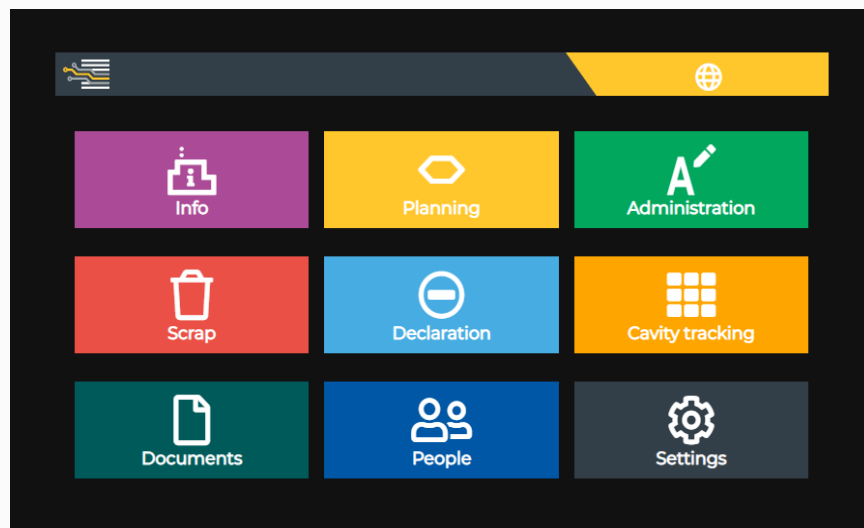 Info
Planning
Administration
Scrap
Declaration
Cavity tracking
Documents
People
Settings